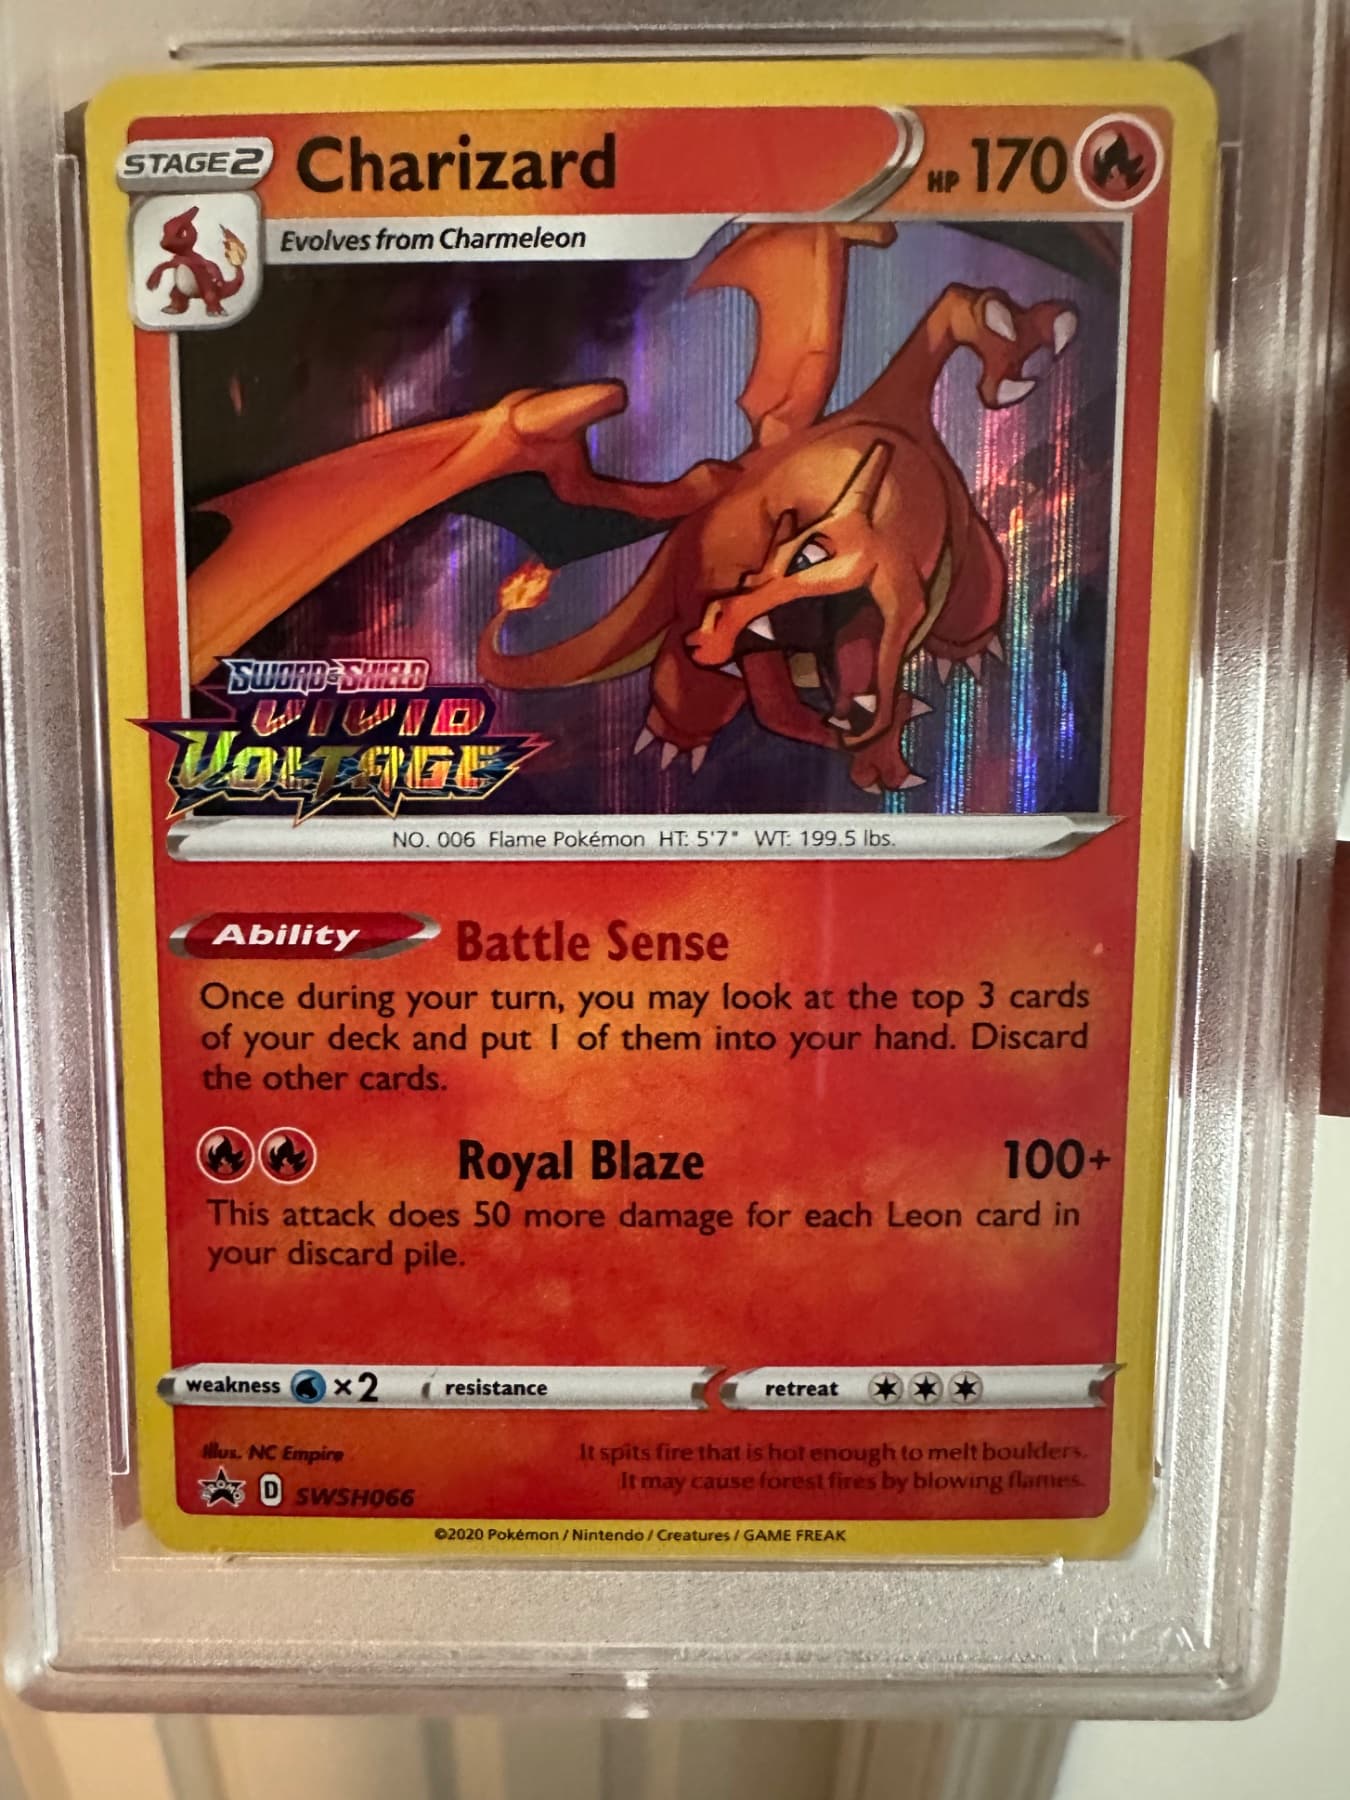 STAGE2 Charizard HP 170
Evolves from Charmeleon
SWORD & SHIELD
VIVID
VOLTAGE
NO. 006 Flame Pokémon HT: 5'7" WT: 199.5 lbs.
Ability Battle Sense
Once during your turn, you may look at the top 3 cards
of your deck and put 1 of them into your hand. Discard
the other cards.
Royal Blaze 100+
This attack does 50 more damage for each Leon card in
your discard pile.
weakness ×2 resistance retreat
Illus. NC Empire
It spits fire that is hot enough to melt boulders.
It may cause forest fires by blowing flames.
PROMO D SWSH066
©2020 Pokémon / Nintendo / Creatures / GAME FREAK